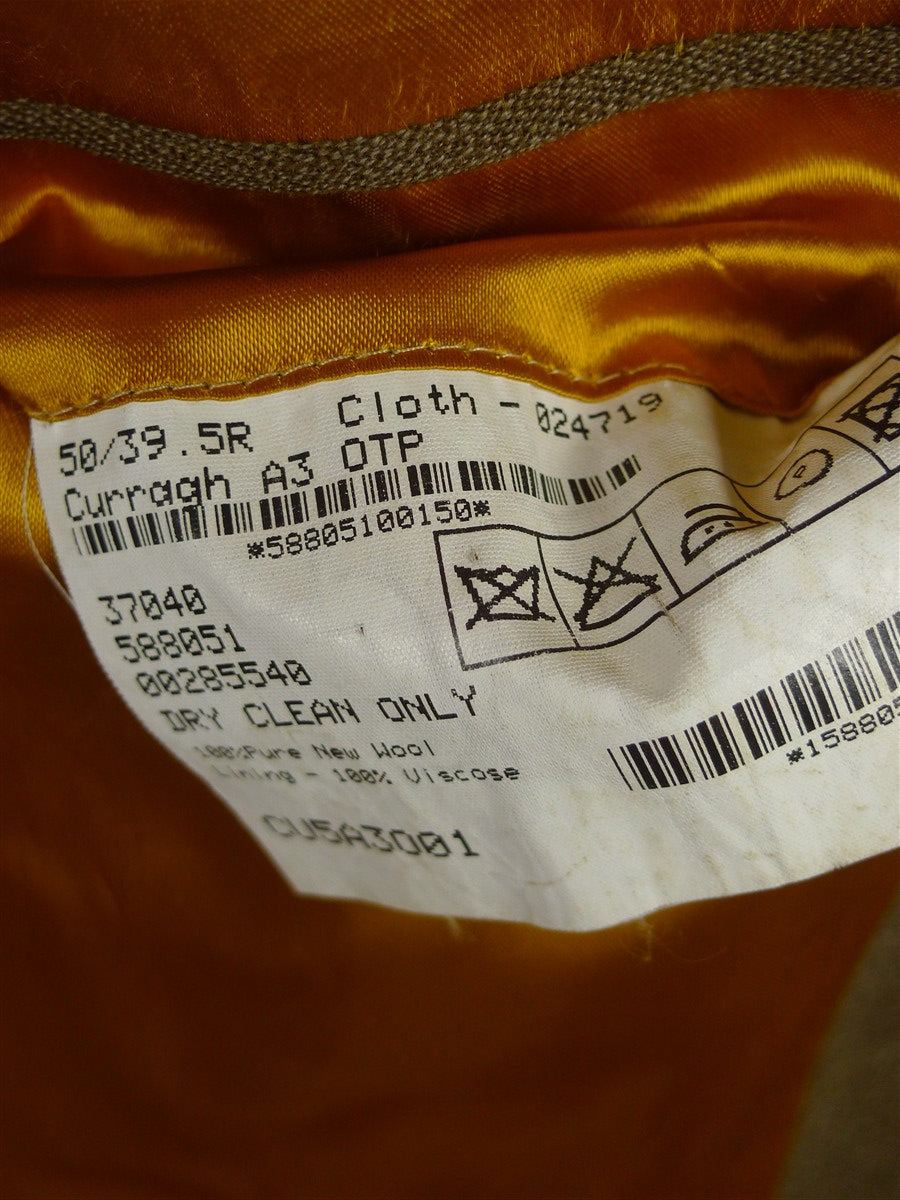 50/39.5R Cloth - 024719
Curragh A3 OTP
*58805100150*
37040
588051
00285540
DRY CLEAN ONLY
100%Pure New Wool
Lining - 100% Viscose
CU5A3001
*158805